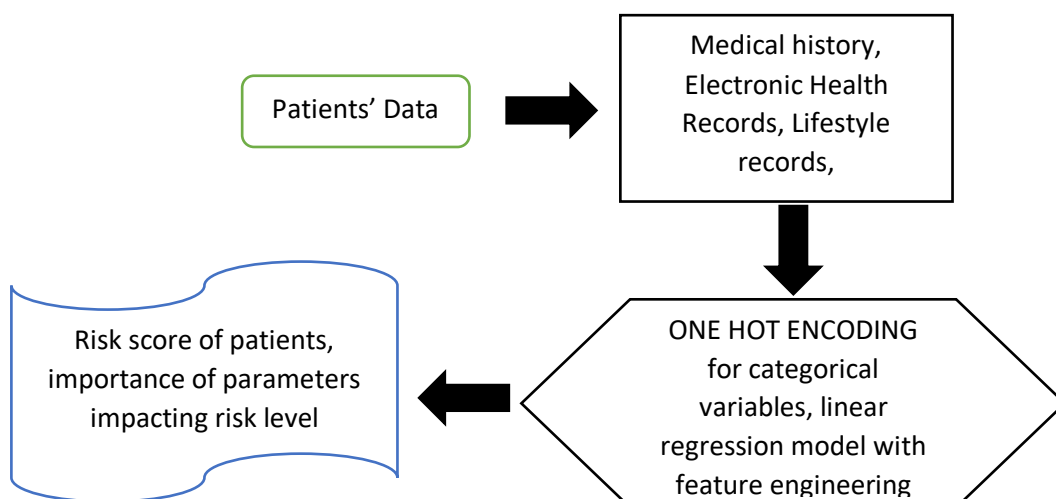 Patients’ Data
Medical history,
Electronic Health
Records, Lifestyle
records,
ONE HOT ENCODING
for categorical
variables, linear
regression model with
feature engineering
Risk score of patients,
importance of parameters
impacting risk level